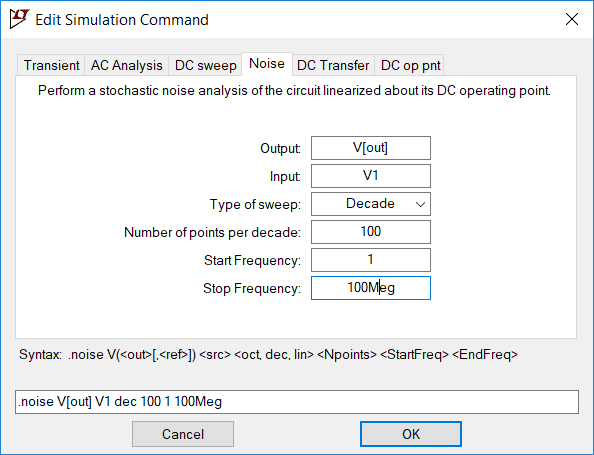 Edit Simulation Command
Transient AC Analysis DC sweep Noise DC Transfer DC op pnt
Perform a stochastic noise analysis of the circuit linearized about its DC operating point.
Output: V[out]
Input: V1
Type of sweep: Decade
Number of points per decade: 100
Start Frequency: 1
Stop Frequency: 100Meg
Syntax: .noise V(<out>[,<ref>]) <src> <oct, dec, lin> <Npoints> <StartFreq> <EndFreq>
.noise V[out] V1 dec 100 1 100Meg
Cancel OK